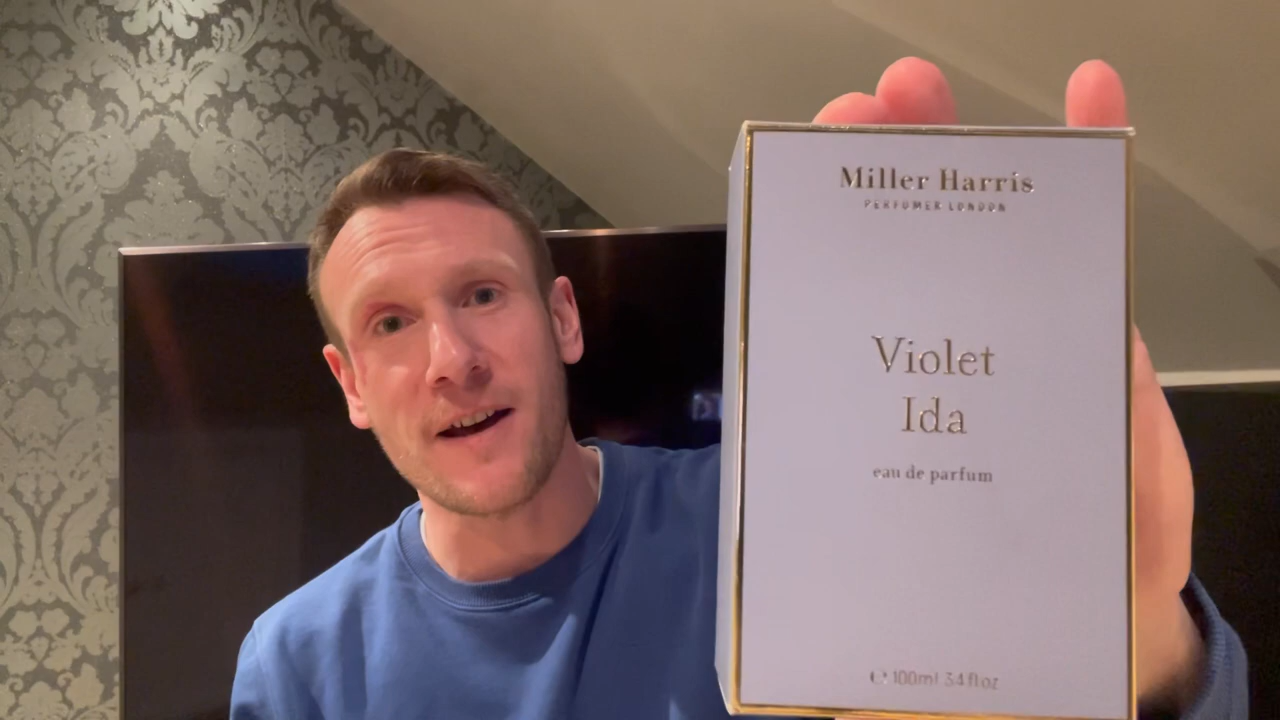 Miller Harris
PERFUMER LONDON
Violet
Ida
eau de parfum
℮ 100ml 3.4 fl oz